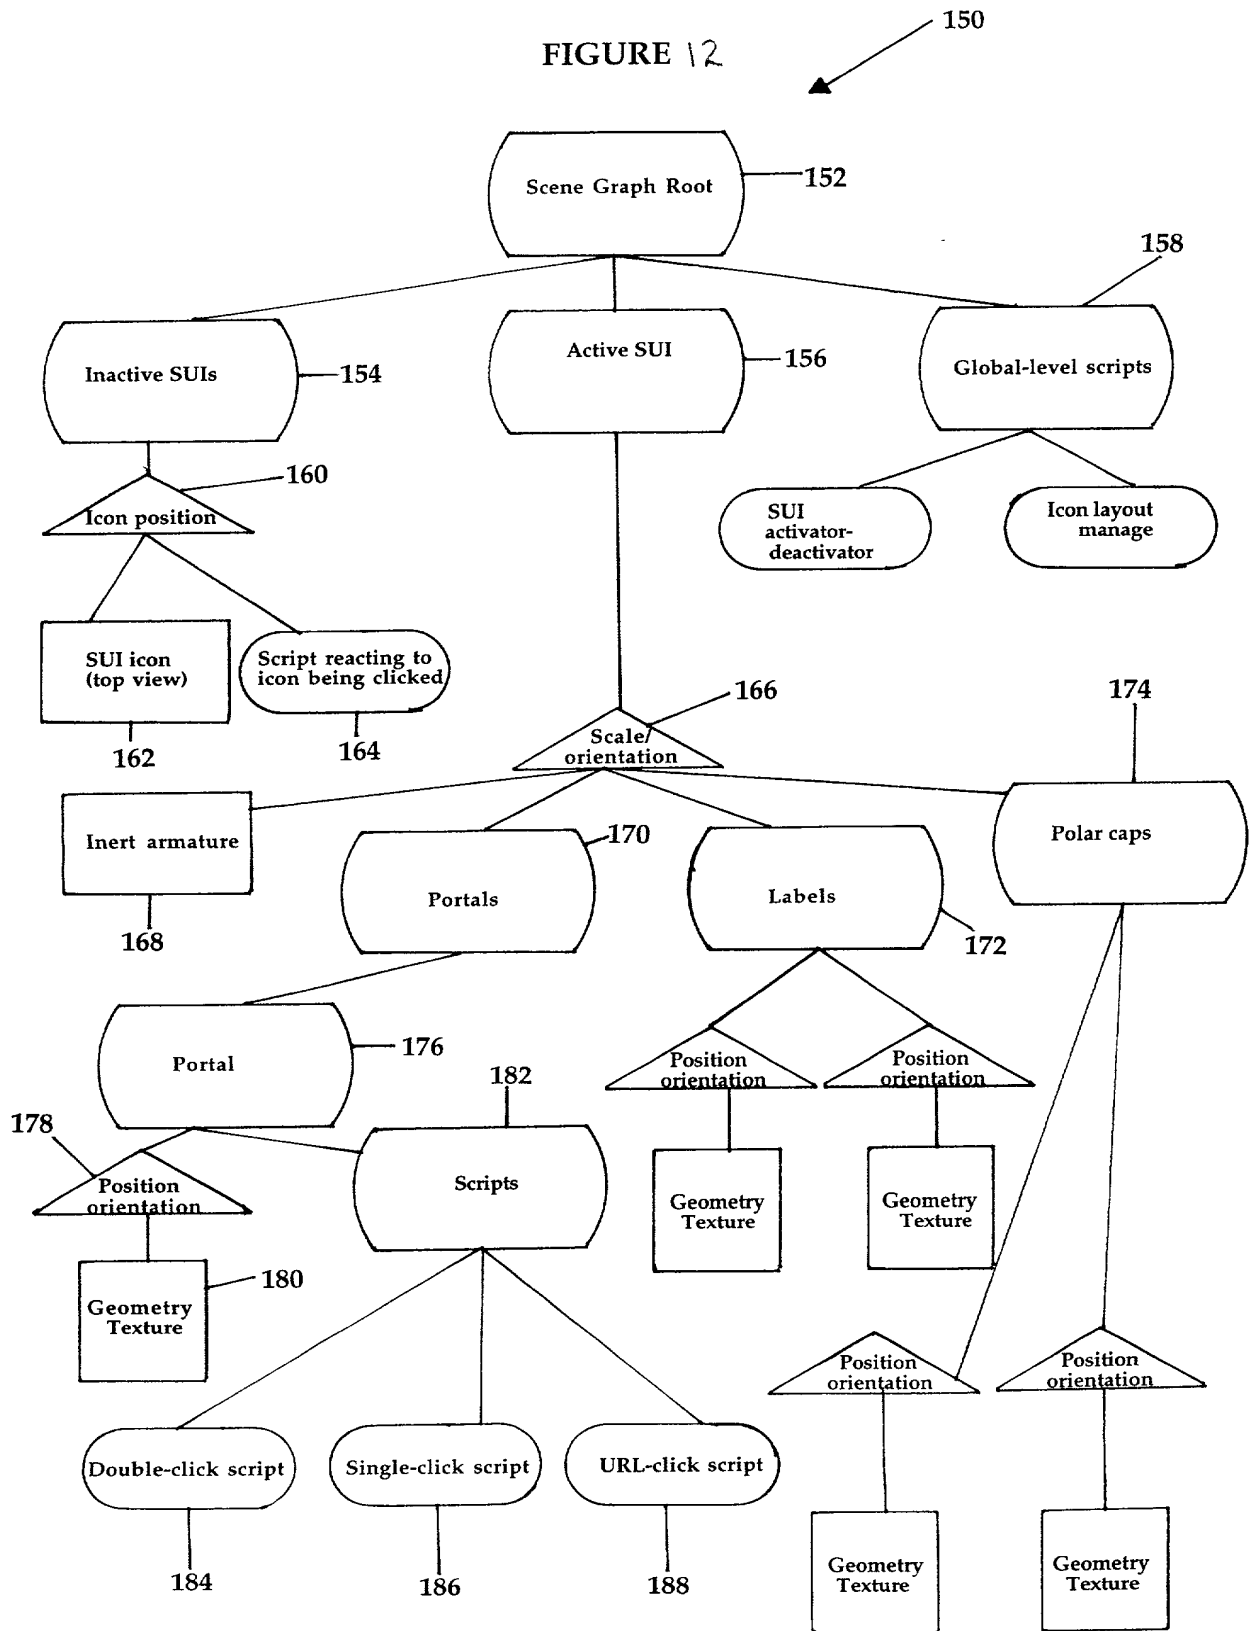 150
FIGURE 12
Scene Graph Root
152
158
Inactive SUIs
154
Active SUI
156
Global-level scripts
160
Icon position
SUI
activator-
deactivator
Icon layout
manage
SUI icon
(top view)
162
Script reacting to
icon being clicked
164
166
Scale/
orientation
174
Inert armature
168
170
Portals
Labels
172
Polar caps
Portal
176
182
178
Position
orientation
Scripts
Position
orientation
Position
orientation
Geometry
Texture
Geometry
Texture
180
Geometry
Texture
Position
orientation
Position
orientation
Double-click script
184
Single-click script
186
URL-click script
188
Geometry
Texture
Geometry
Texture